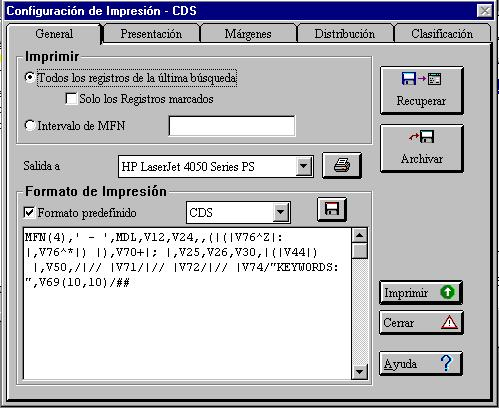 Configuración de Impresión - CDS
General
Presentación
Márgenes
Distribución
Clasificación
Imprimir
Todos los registros de la última búsqueda
Solo los Registros marcados
Intervalo de MFN
Recuperar
Archivar
Salida a
HP LaserJet 4050 Series PS
Formato de Impresión
Formato predefinido
CDS
MFN(4),' - ',MDL,V12,V24,,(|(|V76^Z|:
|,V76^*|) |),V70+|; |,V25,V26,V30,|(|V44|)
|,V50,/|// |V71/|// |V72/|// |V74/"KEYWORDS:
",V69(10,10)/##
Imprimir
Cerrar
Ayuda ?